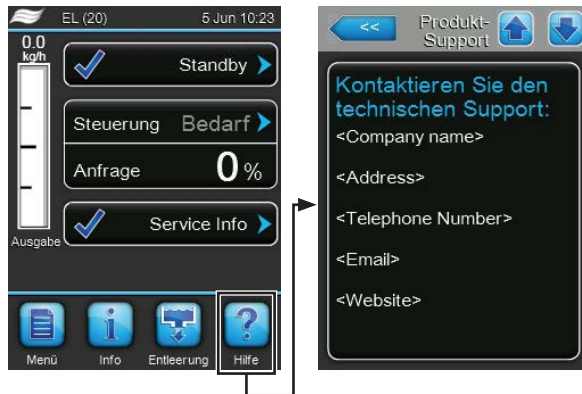 EL (20) 5 Jun 10:23
0.0
kg/h
Standby
Steuerung Bedarf
Anfrage 0 %
Service Info
Ausgabe
Menü Info Entleerung Hilfe
<<
Produkt-
Support
Kontaktieren Sie den
technischen Support:
<Company name>
<Address>
<Telephone Number>
<Email>
<Website>